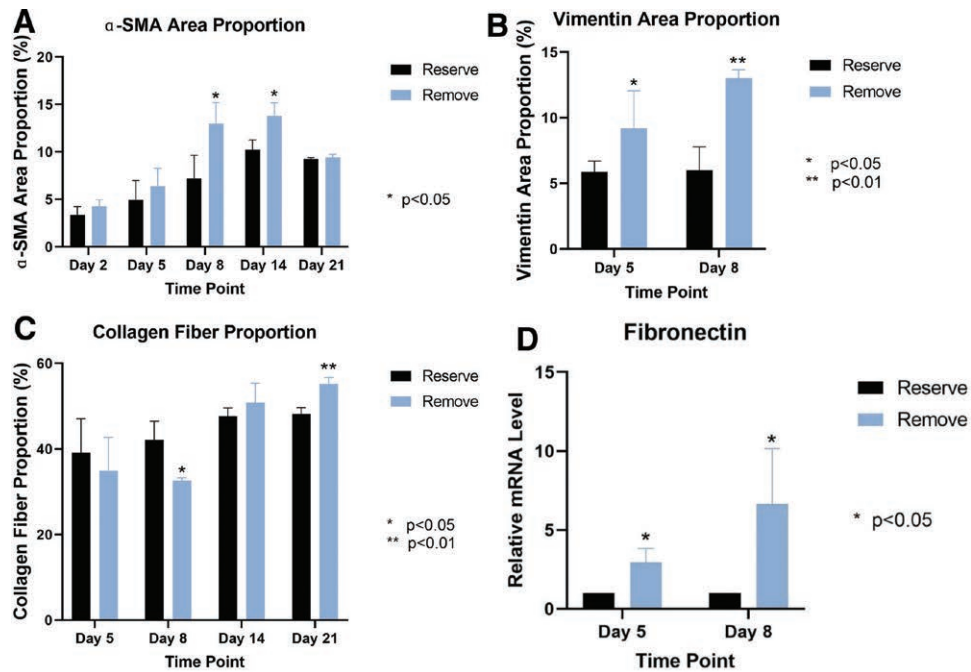 A
α-SMA Area Proportion
α-SMA Area Proportion (%)
20
15
10
5
0
Day 2 Day 5 Day 8 Day 14 Day 21
Time Point
* *
Reserve
Remove
* p<0.05
B
Vimentin Area Proportion
Vimentin Area Proportion (%)
15
10
5
0
Day 5 Day 8
Time Point
* **
Reserve
Remove
* p<0.05
** p<0.01
C
Collagen Fiber Proportion
Collagen Fiber Proportion (%)
60
40
20
0
Day 5 Day 8 Day 14 Day 21
Time Point
* **
Reserve
Remove
* p<0.05
** p<0.01
D
Fibronectin
Relative mRNA Level
15
10
5
0
Day 5 Day 8
Time Point
* *
Reserve
Remove
* p<0.05